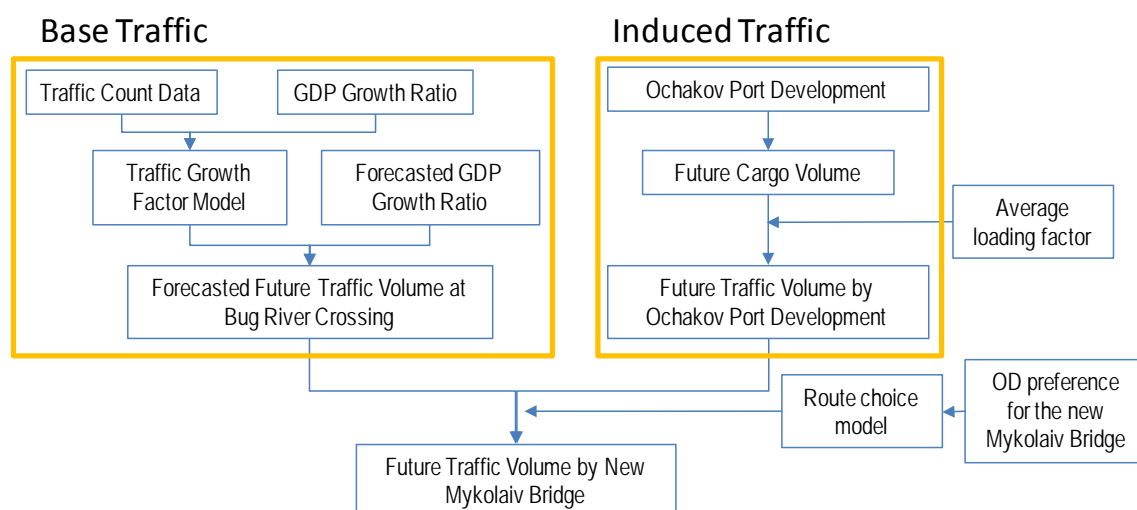 Base Traffic
Induced Traffic
Traffic Count Data
GDP Growth Ratio
Ochakov Port Development
Traffic Growth
Factor Model
Forecasted GDP
Growth Ratio
Future Cargo Volume
Average
loading factor
Forecasted Future Traffic Volume at
Bug River Crossing
Future Traffic Volume by
Ochakov Port Development
Route choice
model
OD preference
for the new
Mykolaiv Bridge
Future Traffic Volume by New
Mykolaiv Bridge